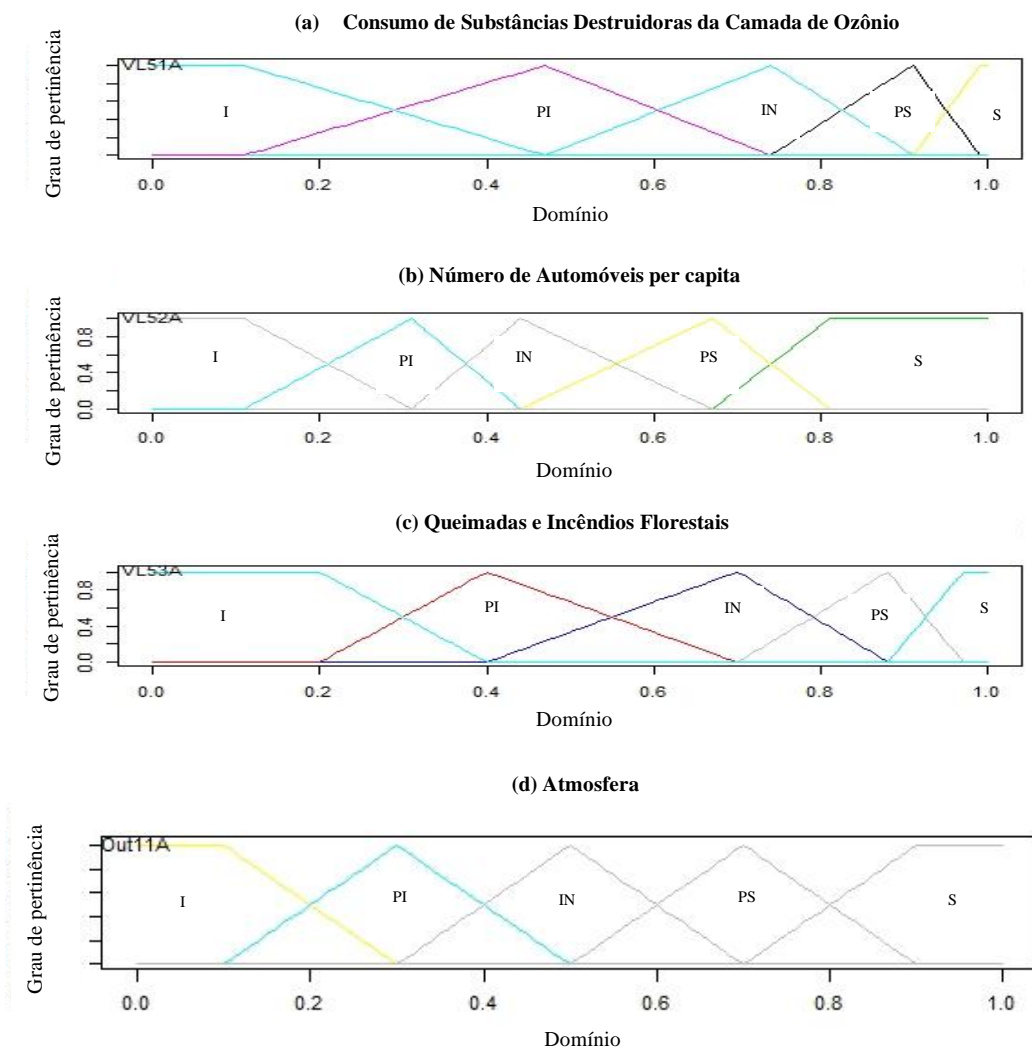 (a) Consumo de Substâncias Destruidoras da Camada de Ozônio
Grau de pertinência
VL51A
I PI IN PS S
0.0 0.2 0.4 0.6 0.8 1.0
Domínio
(b) Número de Automóveis per capita
Grau de pertinência
0.0 0.4 0.8
VL52A
I PI IN PS S
0.0 0.2 0.4 0.6 0.8 1.0
Domínio
(c) Queimadas e Incêndios Florestais
Grau de pertinência
0.0 0.4 0.8
VL53A
I PI IN PS S
0.0 0.2 0.4 0.6 0.8 1.0
Domínio
(d) Atmosfera
Grau de pertinência
Out11A
I PI IN PS S
0.0 0.2 0.4 0.6 0.8 1.0
Domínio